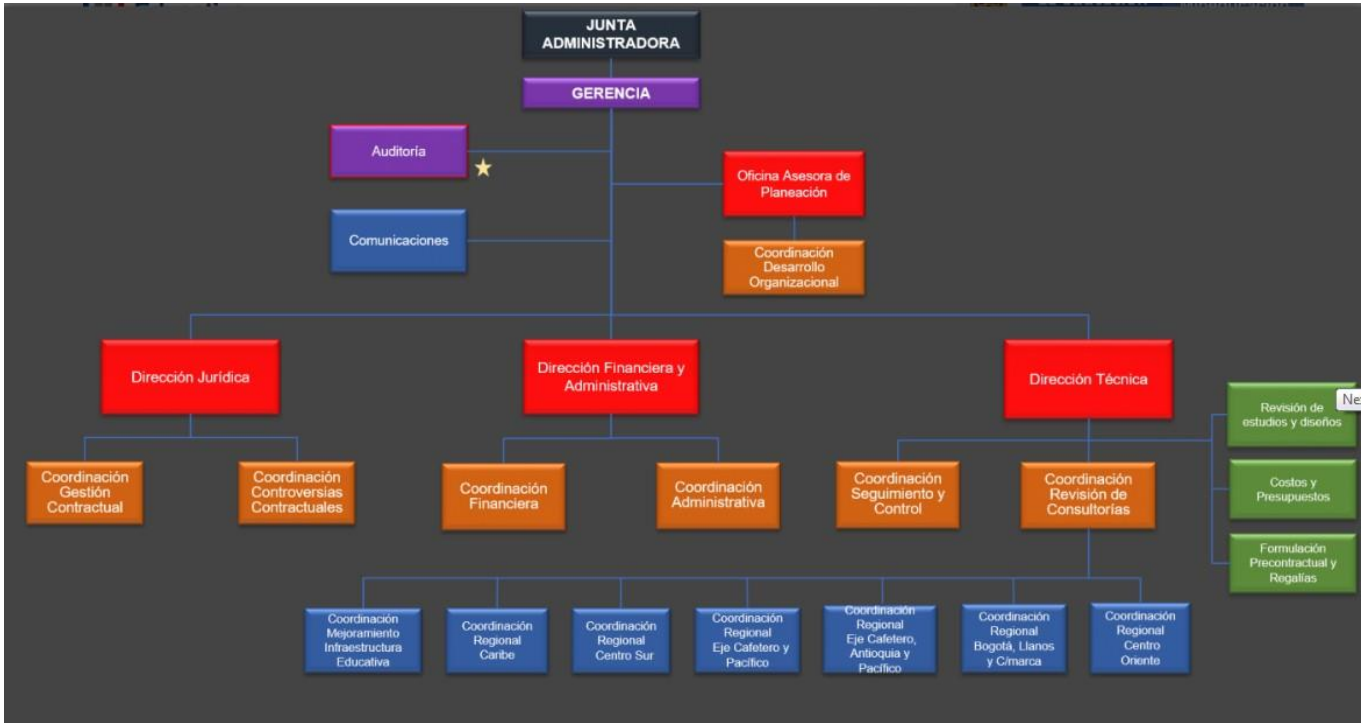 JUNTA
ADMINISTRADORA
GERENCIA
Auditoría
Oficina Asesora de
Planeación
Comunicaciones
Coordinación
Desarrollo
Organizacional
Dirección Jurídica
Dirección Financiera y
Administrativa
Dirección Técnica
Revisión de
estudios y diseños
Coordinación
Gestión
Contractual
Coordinación
Controversias
Contractuales
Coordinación
Financiera
Coordinación
Administrativa
Coordinación
Seguimiento y
Control
Coordinación
Revisión de
Consultorías
Costos y
Presupuestos
Formulación
Precontractual y
Regalías
Coordinación
Mejoramiento
Infraestructura
Educativa
Coordinación
Regional
Caribe
Coordinación
Regional
Centro Sur
Coordinación
Regional
Eje Cafetero y
Pacífico
Coordinación
Regional
Eje Cafetero,
Antioquia y
Pacífico
Coordinación
Regional
Bogotá, Llanos
y C/marca
Coordinación
Regional
Centro
Oriente